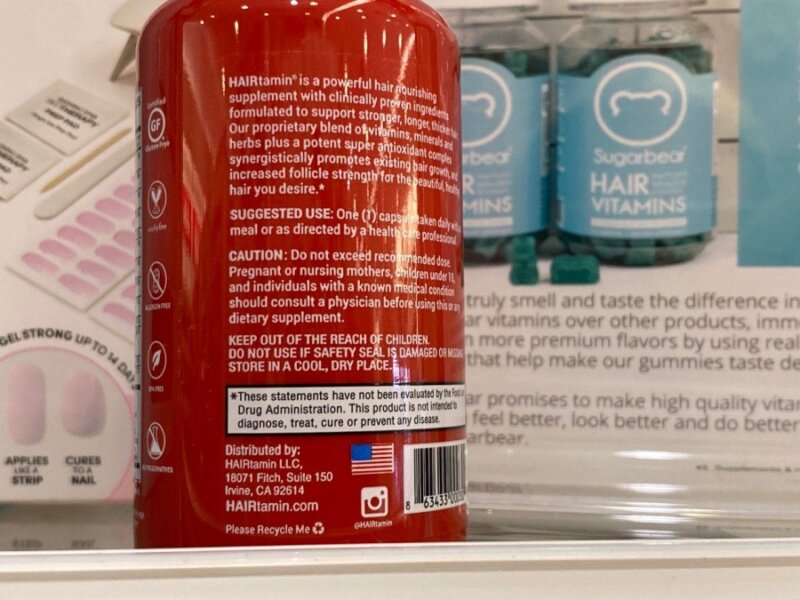 HAIRtamin® is a powerful hair nourishing
supplement with clinically proven ingredients
formulated to support stronger, longer, thicker hair.
Our proprietary blend of vitamins, minerals and
herbs plus a potent super antioxidant complex
synergistically promotes existing hair growth, and
increased follicle strength for the beautiful, healthy
hair you desire.*
SUGGESTED USE: One (1) capsule taken daily with
meal or as directed by a health care professional.
CAUTION: Do not exceed recommended dose.
Pregnant or nursing mothers, children under 18,
and individuals with a known medical condition
should consult a physician before using this or any
dietary supplement.
KEEP OUT OF THE REACH OF CHILDREN.
DO NOT USE IF SAFETY SEAL IS DAMAGED OR MISSING
STORE IN A COOL, DRY PLACE.
*These statements have not been evaluated by the Food
Drug Administration. This product is not intended to
diagnose, treat, cure or prevent any disease.
Distributed by:
HAIRtamin LLC,
18071 Fitch, Suite 150
Irvine, CA 92614
HAIRtamin.com
Please Recycle Me
@HAIRtamin
8 63433 0005
Certified
GF
Gluten-Free
ALLERGEN FREE
NO PRESERVATIVES
PREP PAD
GEL STRONG UP TO 14 DA
APPLIES
LIKE A
STRIP
CURES
TO A
NAIL
R
MINS
Sugarbear
HAIR
VITAMINS
truly smell and taste the difference in
ar vitamins over other products, imm
n more premium flavors by using real
that help make our gummies taste de
ar promises to make high quality vitam
feel better, look better and do better
arbear.